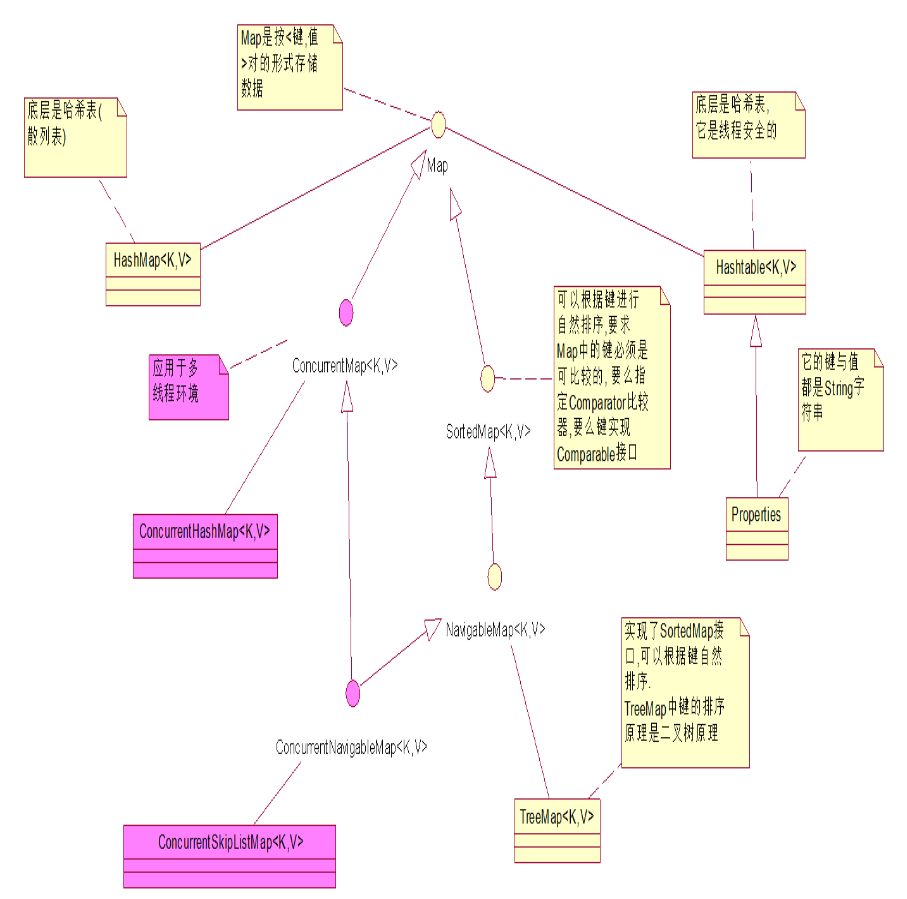 Map是按<键,值
>对的形式存储
数据
底层是哈希表(
散列表)
底层是哈希表,
它是线程安全的
Map
HashMap<K,V>
Hashtable<K,V>
可以根据键进行
自然排序,要求
Map中的键必须是
可比较的,要么指
定Comparator比较
器,要么键实现
Comparable接口
应用于多
线程环境
ConcurrentMap<K,V>
它的键与值
都是String字
符串
SortedMap<K,V>
ConcurrentHashMap<K,V>
Properties
NavigableMap<K,V>
实现了SortedMap接
口,可以根据键自然
排序.
TreeMap中键的排序
原理是二叉树原理
ConcurrentNavigableMap<K,V>
TreeMap<K,V>
ConcurrentSkipListMap<K,V>